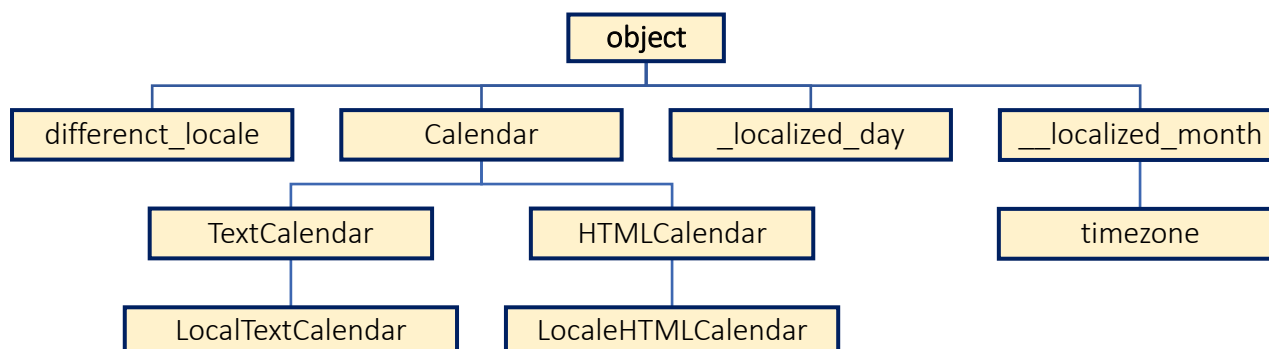 object
differenct_locale
Calendar
_localized_day
__localized_month
TextCalendar
HTMLCalendar
timezone
LocalTextCalendar
LocaleHTMLCalendar